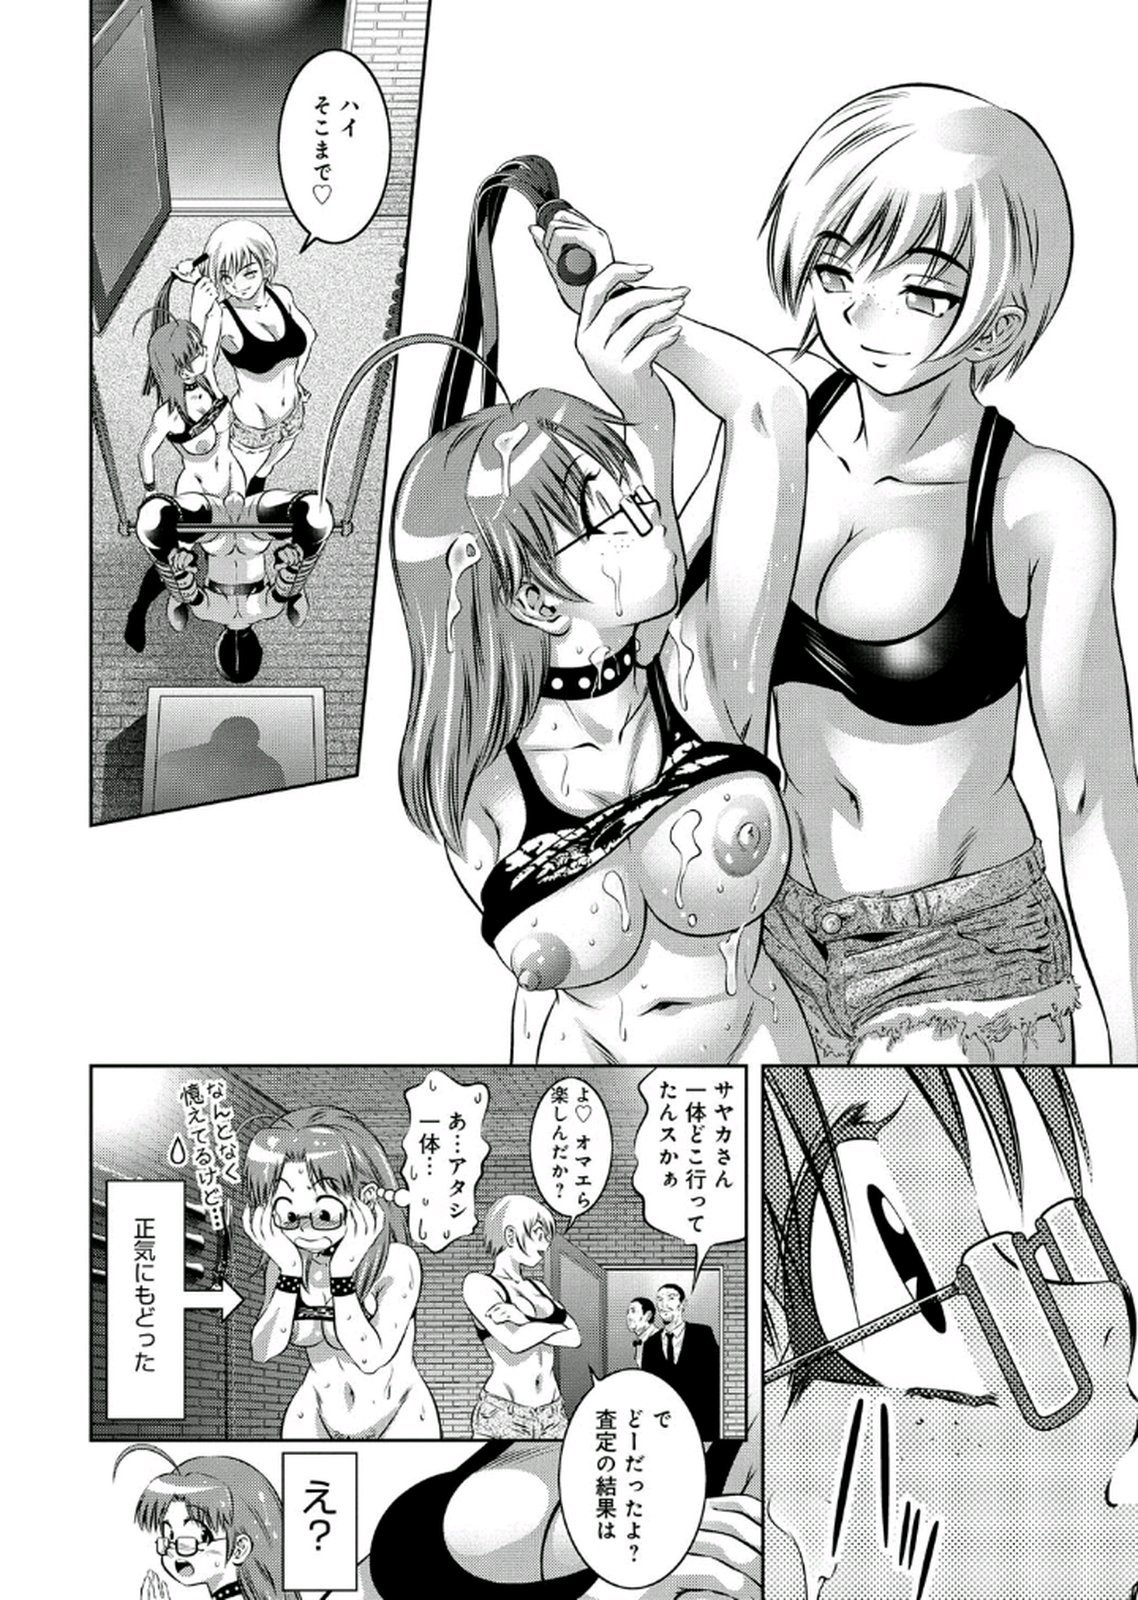 ハイ
そこまで♡
サヤカさん
一体どこ行って
たんスかぁ
よ♡オマエら
楽しんだか?
あ…アタシ
一体…
なんとなく
憶えてるけど…
正気にもどった
で
どーだったよ?
査定の結果は
え?